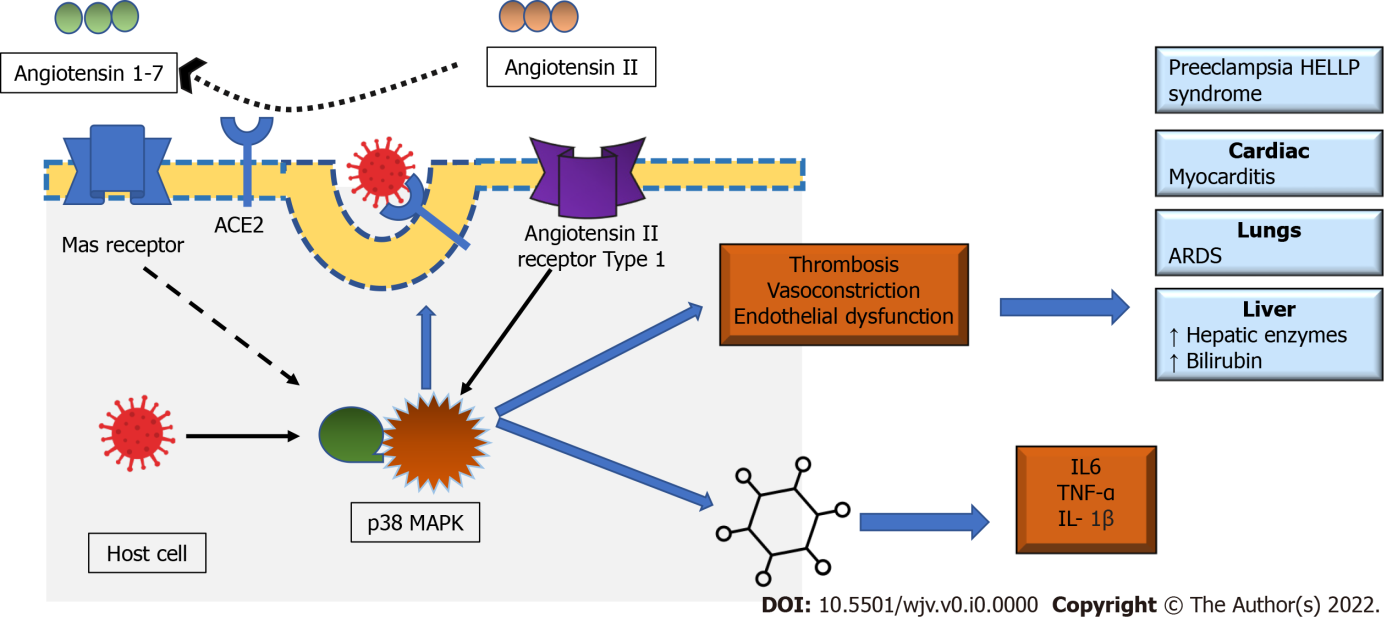 Angiotensin 1-7
Angiotensin II
Mas receptor
ACE2
Angiotensin II
receptor Type 1
Host cell
p38 MAPK
Thrombosis
Vasoconstriction
Endothelial dysfunction
IL6
TNF-α
IL- 1β
Preeclampsia HELLP
syndrome
Cardiac
Myocarditis
Lungs
ARDS
Liver
↑ Hepatic enzymes
↑ Bilirubin
DOI: 10.5501/wjv.v0.i0.0000 Copyright © The Author(s) 2022.